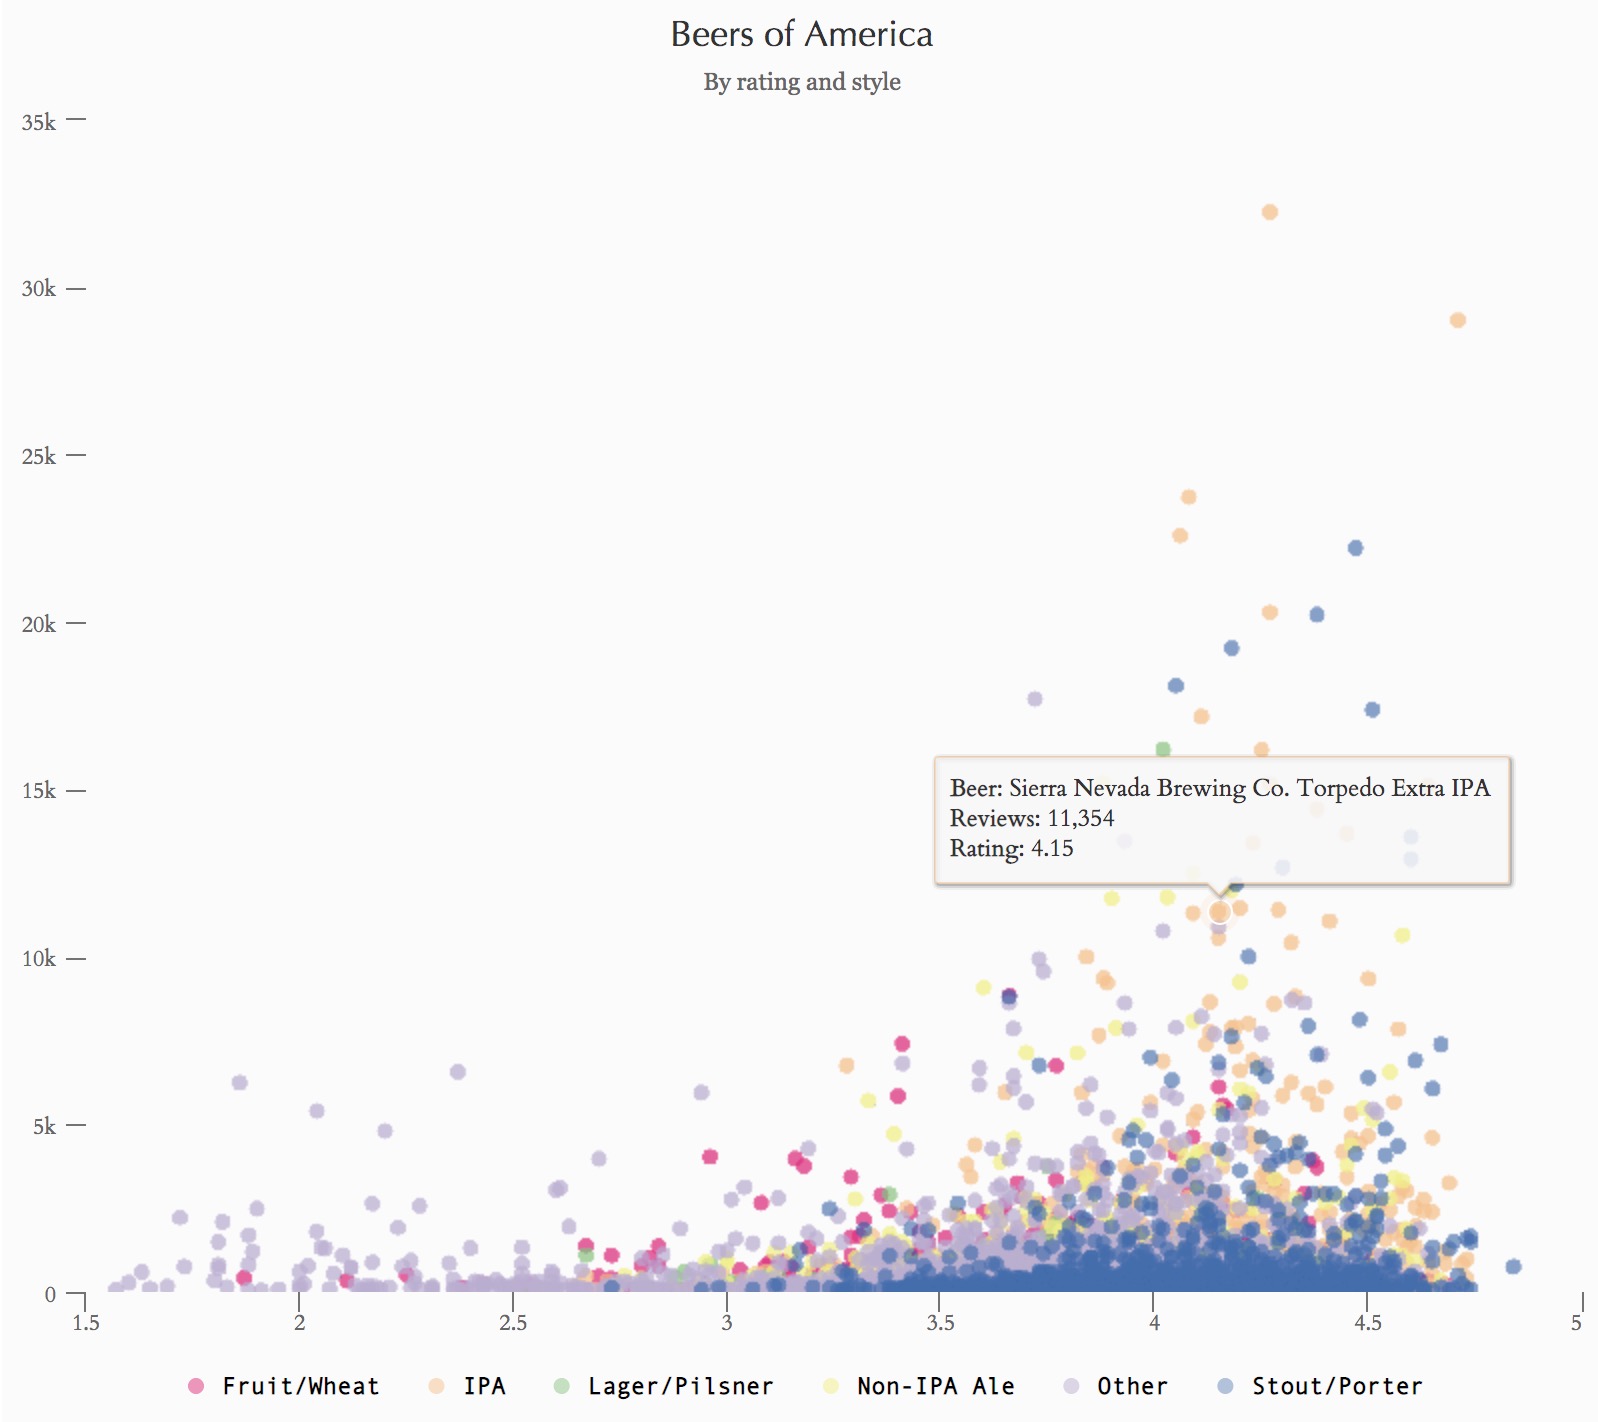 Beers of America
By rating and style
35k
30k
25k
20k
15k
10k
5k
0
Beer: Sierra Nevada Brewing Co. Torpedo Extra IPA
Reviews: 11,354
Rating: 4.15
1.5 2 2.5 3 3.5 4 4.5 5
Fruit/Wheat IPA Lager/Pilsner Non-IPA Ale Other Stout/Porter